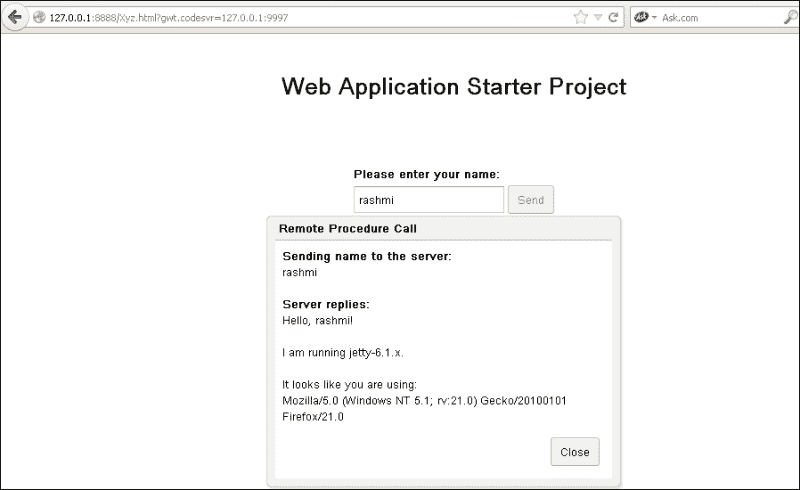 127.0.0.1:8888/Xyz.html?gwt.codesvr=127.0.0.1:9997
Ask.com
Web Application Starter Project
Please enter your name:
rashmi
Send
Remote Procedure Call
Sending name to the server:
rashmi
Server replies:
Hello, rashmi!
I am running jetty-6.1.x.
It looks like you are using:
Mozilla/5.0 (Windows NT 5.1; rv:21.0) Gecko/20100101
Firefox/21.0
Close